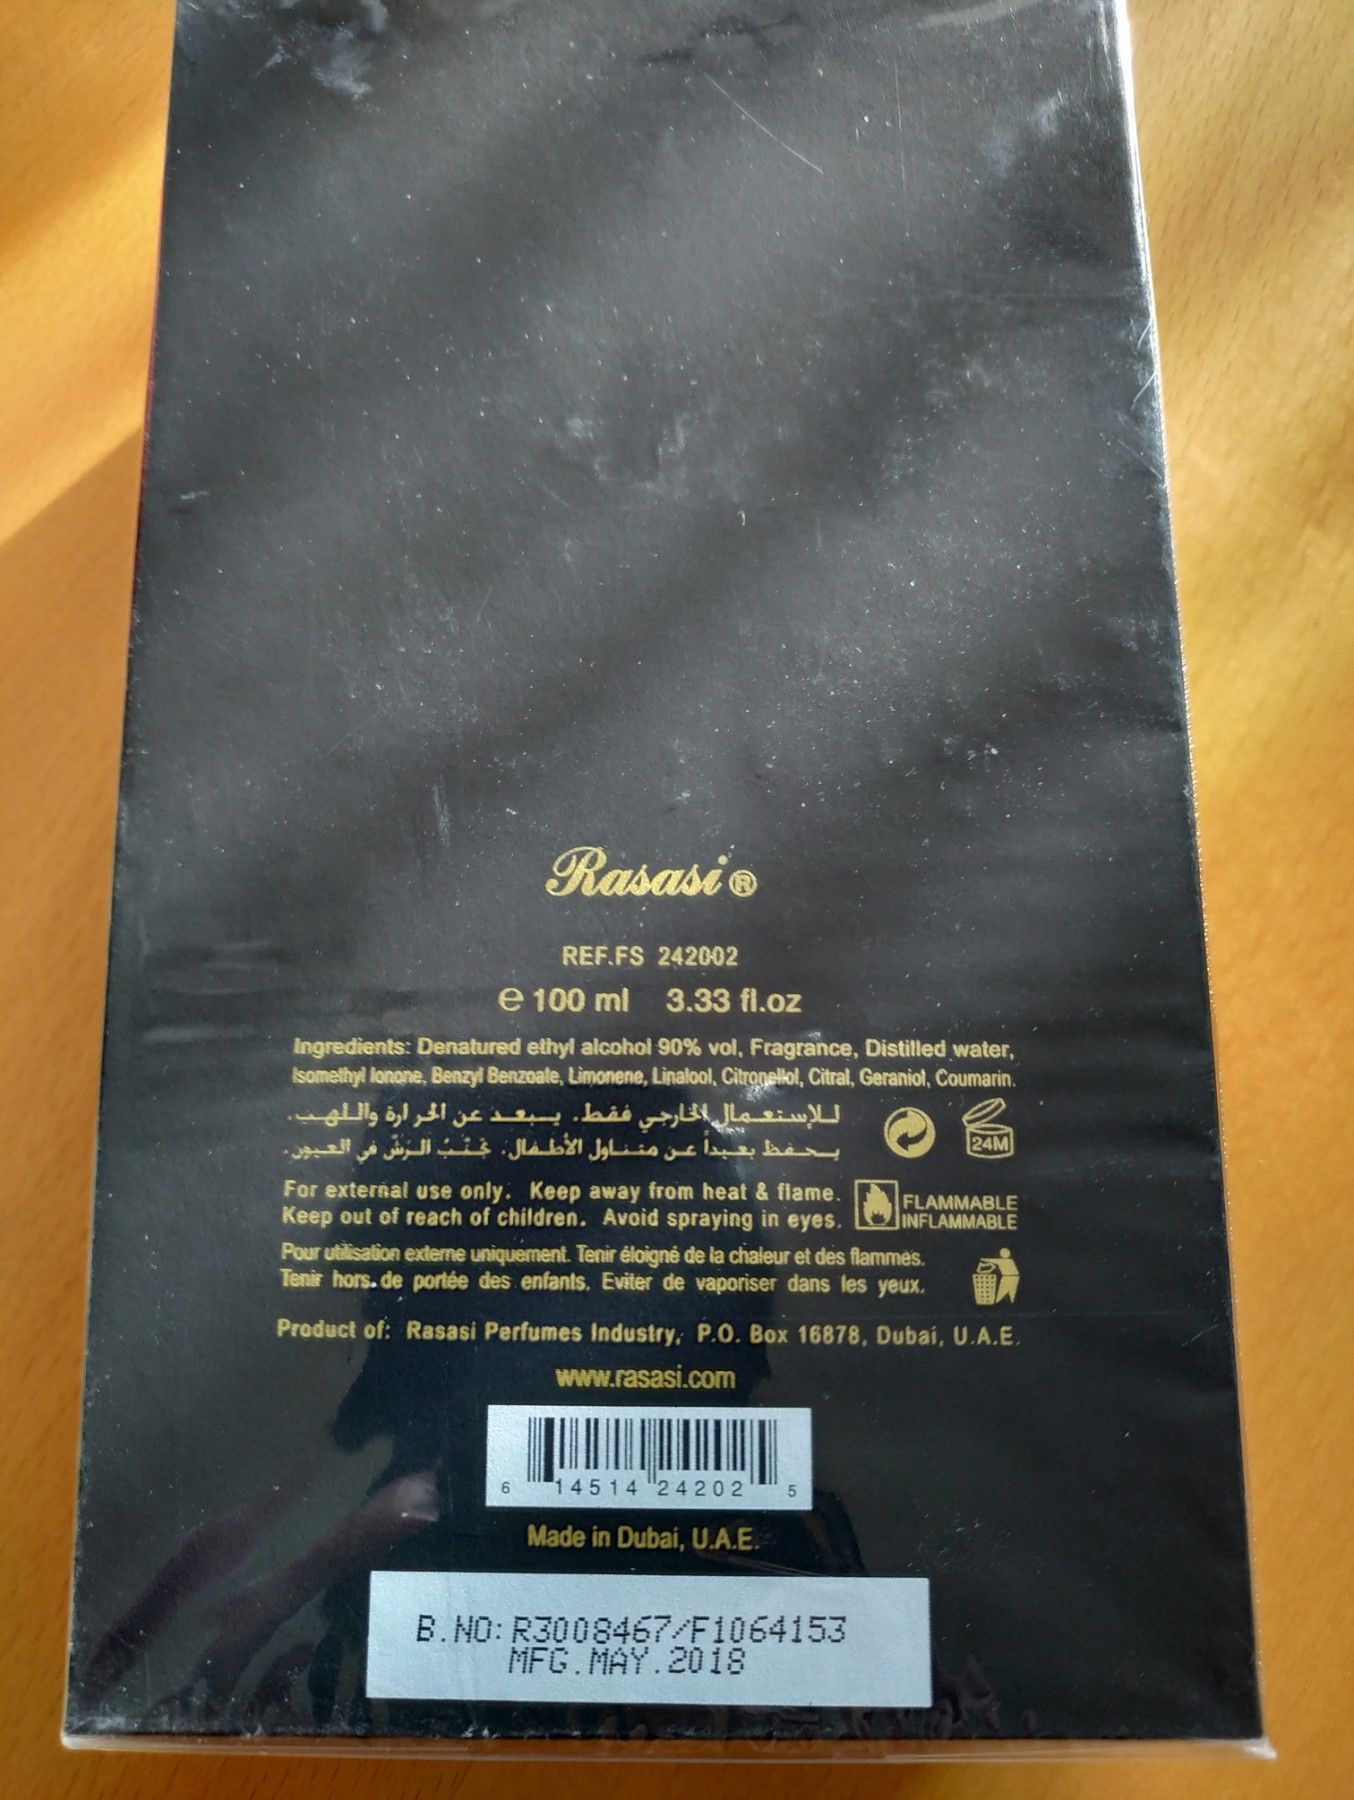 Rasasi ®
REF.FS 242002
℮ 100 ml 3.33 fl.oz
Ingredients: Denatured ethyl alcohol 90% vol, Fragrance, Distilled water,
Isomethyl Ionone, Benzyl Benzoate, Limonene, Linalool, Citronellol, Citral, Geraniol, Coumarin.
للإستعمال الخارجي فقط. يبعد عن الحرارة واللهب.
يحفظ بعيداً عن متناول الأطفال. تجنّب الرشّ في العيون.
24M
For external use only. Keep away from heat & flame.
Keep out of reach of children. Avoid spraying in eyes.
FLAMMABLE
INFLAMMABLE
Pour utilisation externe uniquement. Tenir éloigné de la chaleur et des flammes.
Tenir hors de portée des enfants. Eviter de vaporiser dans les yeux.
Product of: Rasasi Perfumes Industry, P.O. Box 16878, Dubai, U.A.E.
www.rasasi.com
6 14514 24202 5
Made in Dubai, U.A.E.
B.NO: R3008467/F1064153
MFG.MAY.2018